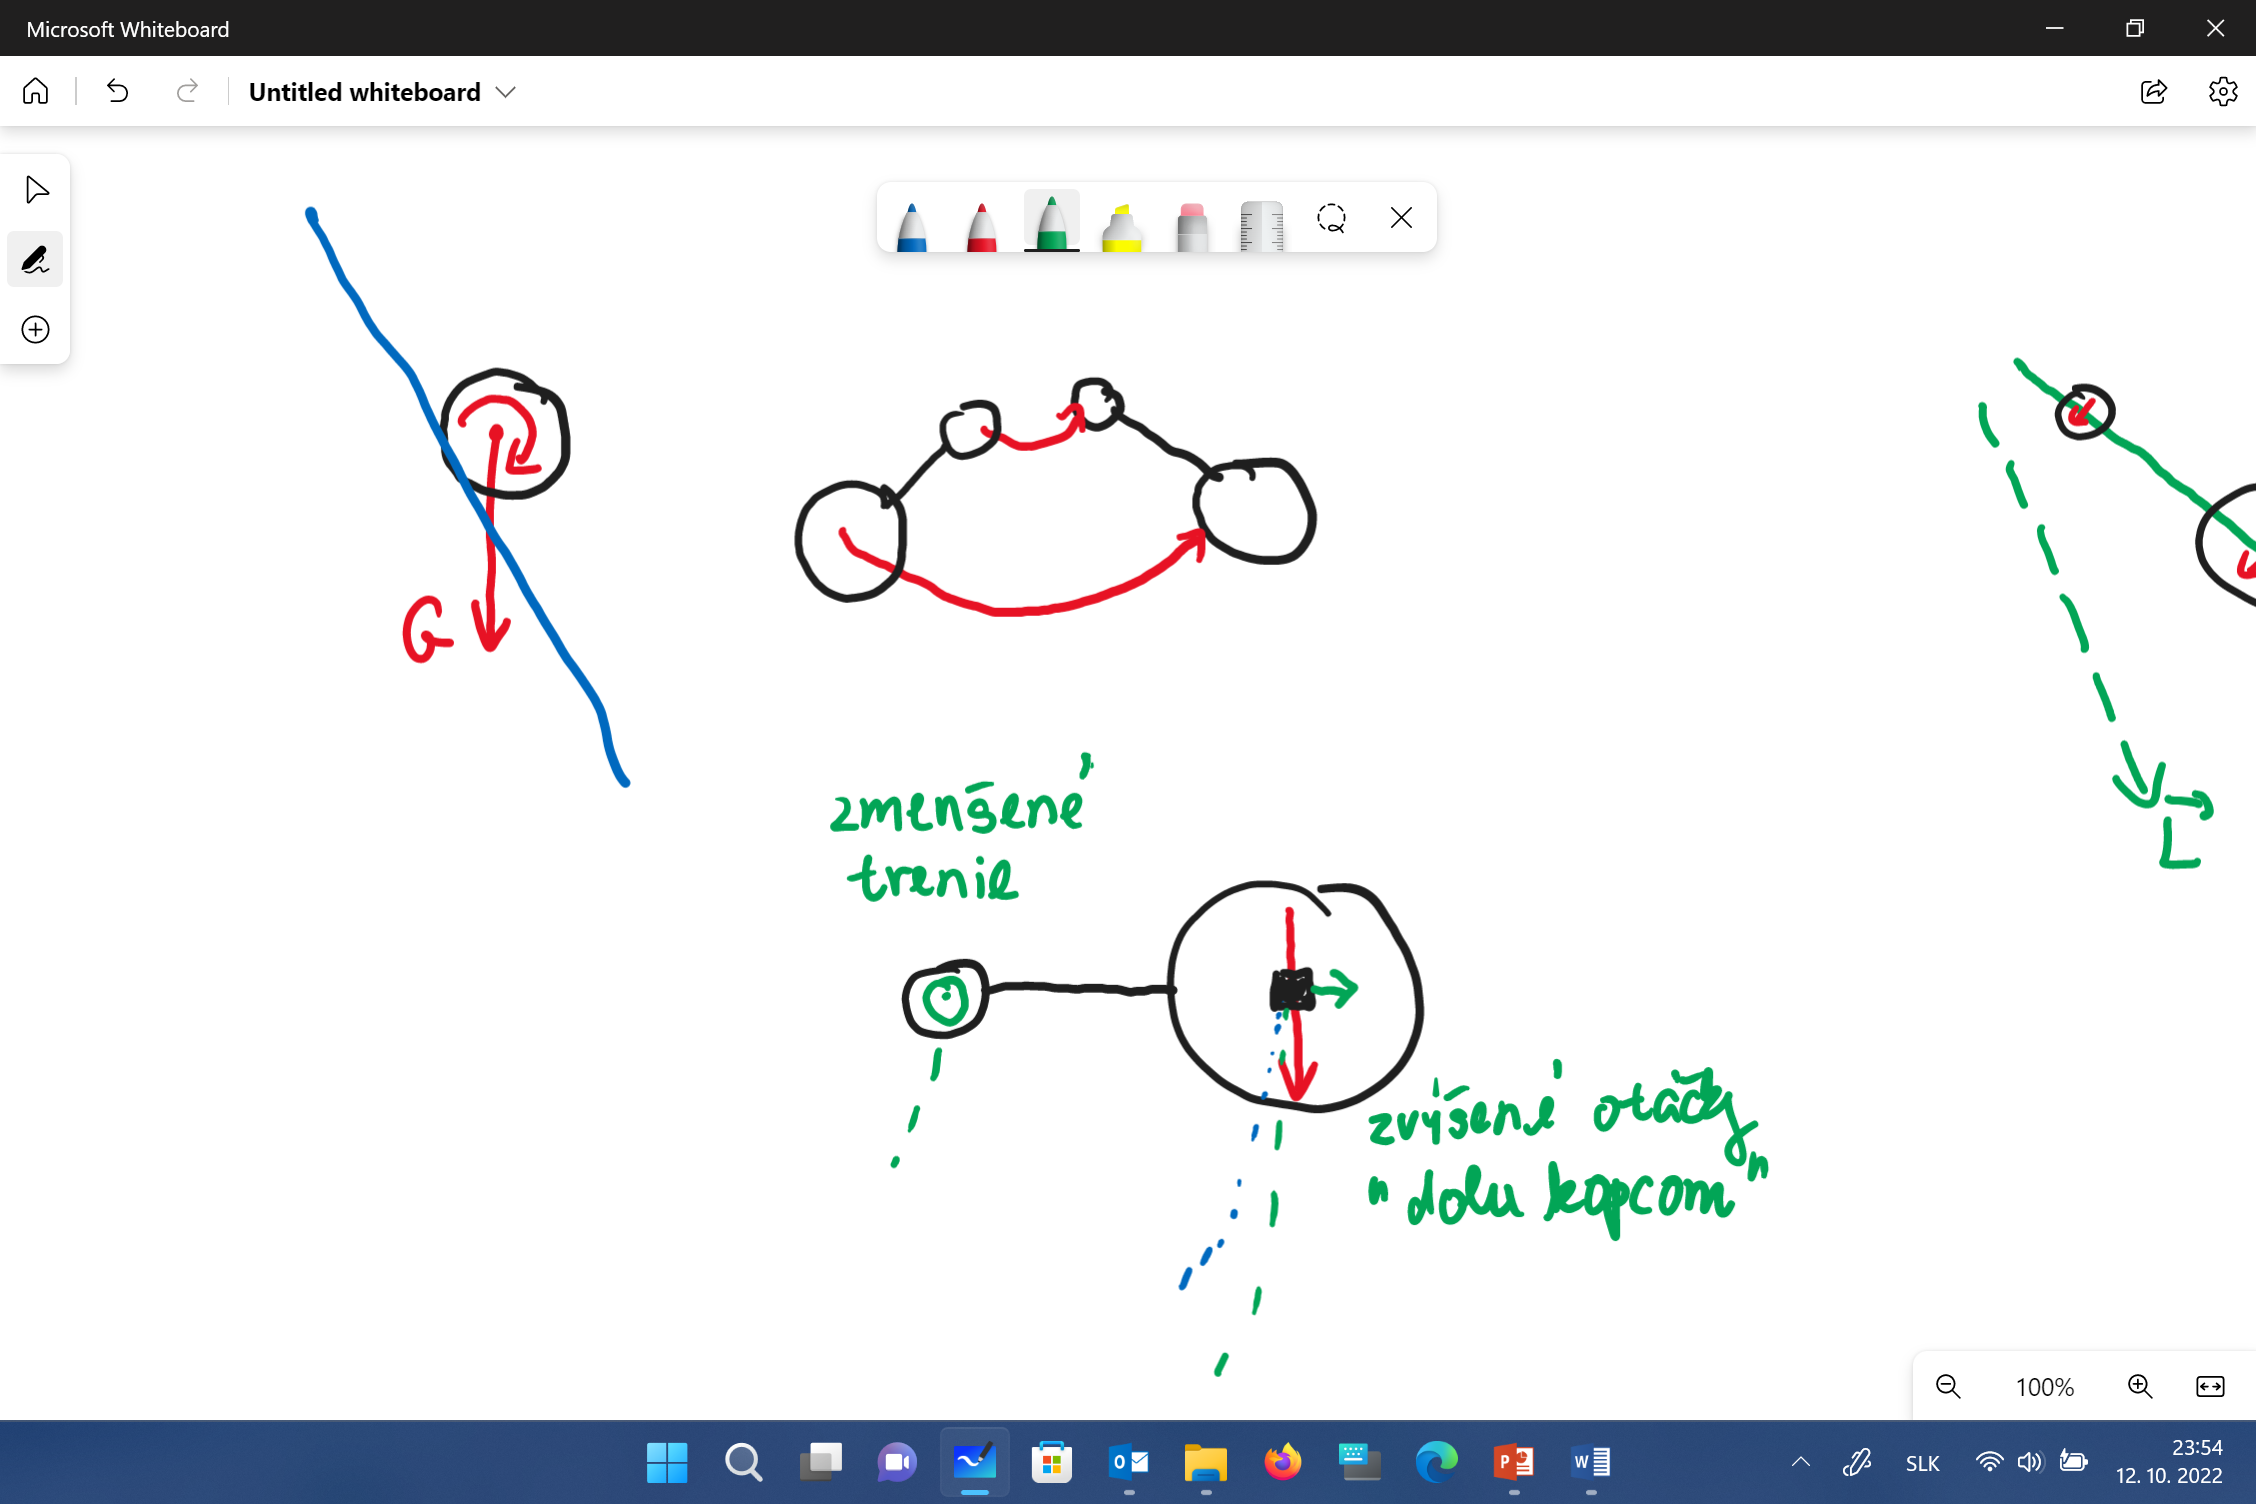 Microsoft Whiteboard
Untitled whiteboard
G
L
zmenšené
trenie
zvýšené otáčky
"dolu kopcom"
100%
SLK
23:54
12. 10. 2022